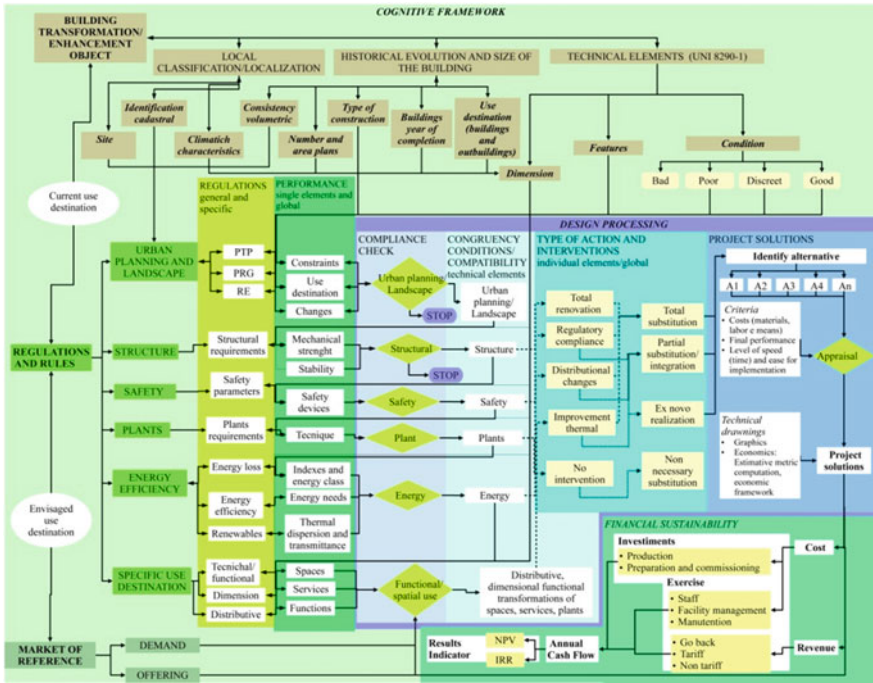 COGNITIVE FRAMEWORK
BUILDING
TRANSFORMATION/
ENHANCEMENT
OBJECT
LOCAL
CLASSIFICATION/LOCALIZATION
HISTORICAL EVOLUTION AND SIZE OF
THE BUILDING
TECHNICAL ELEMENTS (UNI 8290-1)
Identification
cadastral
Consistency
volumetric
Type of
construction
Buildings
year of
completion
Use
destination
(buildings
and
outbuildings)
Site
Climatich
characteristics
Number and
area plans
Dimension
Features
Condition
Bad
Poor
Discreet
Good
Current use
destination
REGULATIONS
general and
specific
PERFORMANCE
single elements and
global
DESIGN PROCESSING
COMPLIANCE
CHECK
CONGRUENCY
CONDITIONS/
COMPATIBILITY
technical elements
TYPE OF ACTION AND
INTERVENTIONS
individual elements/global
PROJECT SOLUTIONS
URBAN
PLANNING AND
LANDSCAPE
PTP
PRG
RE
Constraints
Use
destination
Changes
Urban planning/
Landscape
STOP
Urban
planning/
Landscape
Total
renovation
Regulatory
compliance
Distributional
changes
Improvement
thermal
No
intervention
Total
substitution
Partial
substitution/
integration
Ex novo
realization
Non
necessary
substitution
Identify alternative
A1
A2
A3
A4
An
Criteria
• Costs (materials,
labor e means)
• Final performance
• Level of speed
(time) and ease for
implementation
Appraisal
Technical
drawnings
• Graphics
• Economics:
Estimative metric
computation,
economic
framework
Project
solutions
REGULATIONS
AND RULES
STRUCTURE
Structural
requirements
Mechanical
strenght
Stability
Structural
STOP
Structure
SAFETY
Safety
parameters
Safety
devices
Safety
Safety
PLANTS
Plants
requirements
Tecnique
Plant
Plants
ENERGY
EFFICIENCY
Energy loss
Energy
efficiency
Renewables
Indexes and
energy class
Energy needs
Thermal
dispersion and
transmittance
Energy
Energy
Envisaged
use
destination
SPECIFIC USE
DESTINATION
Tecnichal/
functional
Dimension
Distributive
Spaces
Services
Functions
Functional/
spatial use
Distributive,
dimensional functional
transformations of
spaces, services, plants
FINANCIAL SUSTAINABILITY
Investiments
• Production
• Preparation and commissioning
Cost
Exercise
• Staff
• Facility management
• Manutention
• Go back
• Tariff
• Non tariff
Revenue
Results
Indicator
NPV
IRR
Annual
Cash Flow
MARKET OF
REFERENCE
DEMAND
OFFERING